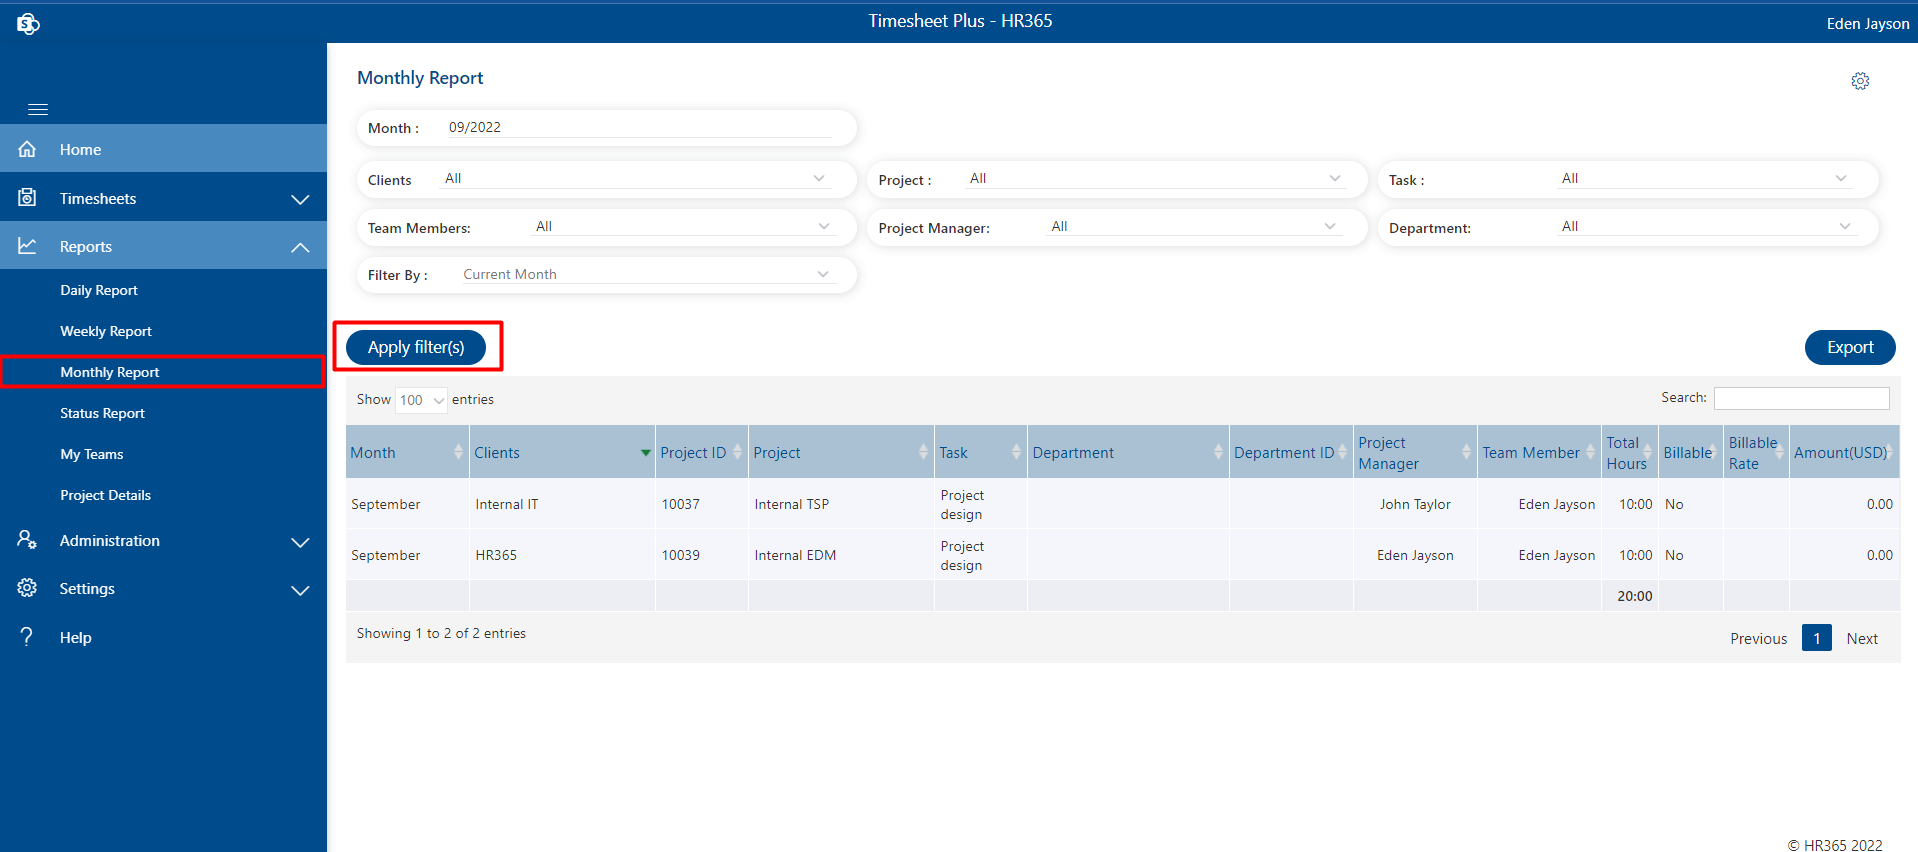 Timesheet Plus - HR365
Eden Jayson
Home
Timesheets
Reports
Daily Report
Weekly Report
Monthly Report
Status Report
My Teams
Project Details
Administration
Settings
Help
Monthly Report
Month : 09/2022
Clients All Project : All Task : All
Team Members: All Project Manager: All Department: All
Filter By : Current Month
Apply filter(s) Export
Show 100 entries Search:
Month Clients Project ID Project Task Department Department ID Project Manager Team Member Total Hours Billable Billable Rate Amount(USD)
September Internal IT 10037 Internal TSP Project design John Taylor Eden Jayson 10:00 No 0.00
September HR365 10039 Internal EDM Project design Eden Jayson Eden Jayson 10:00 No 0.00
20:00
Showing 1 to 2 of 2 entries
Previous 1 Next
© HR365 2022